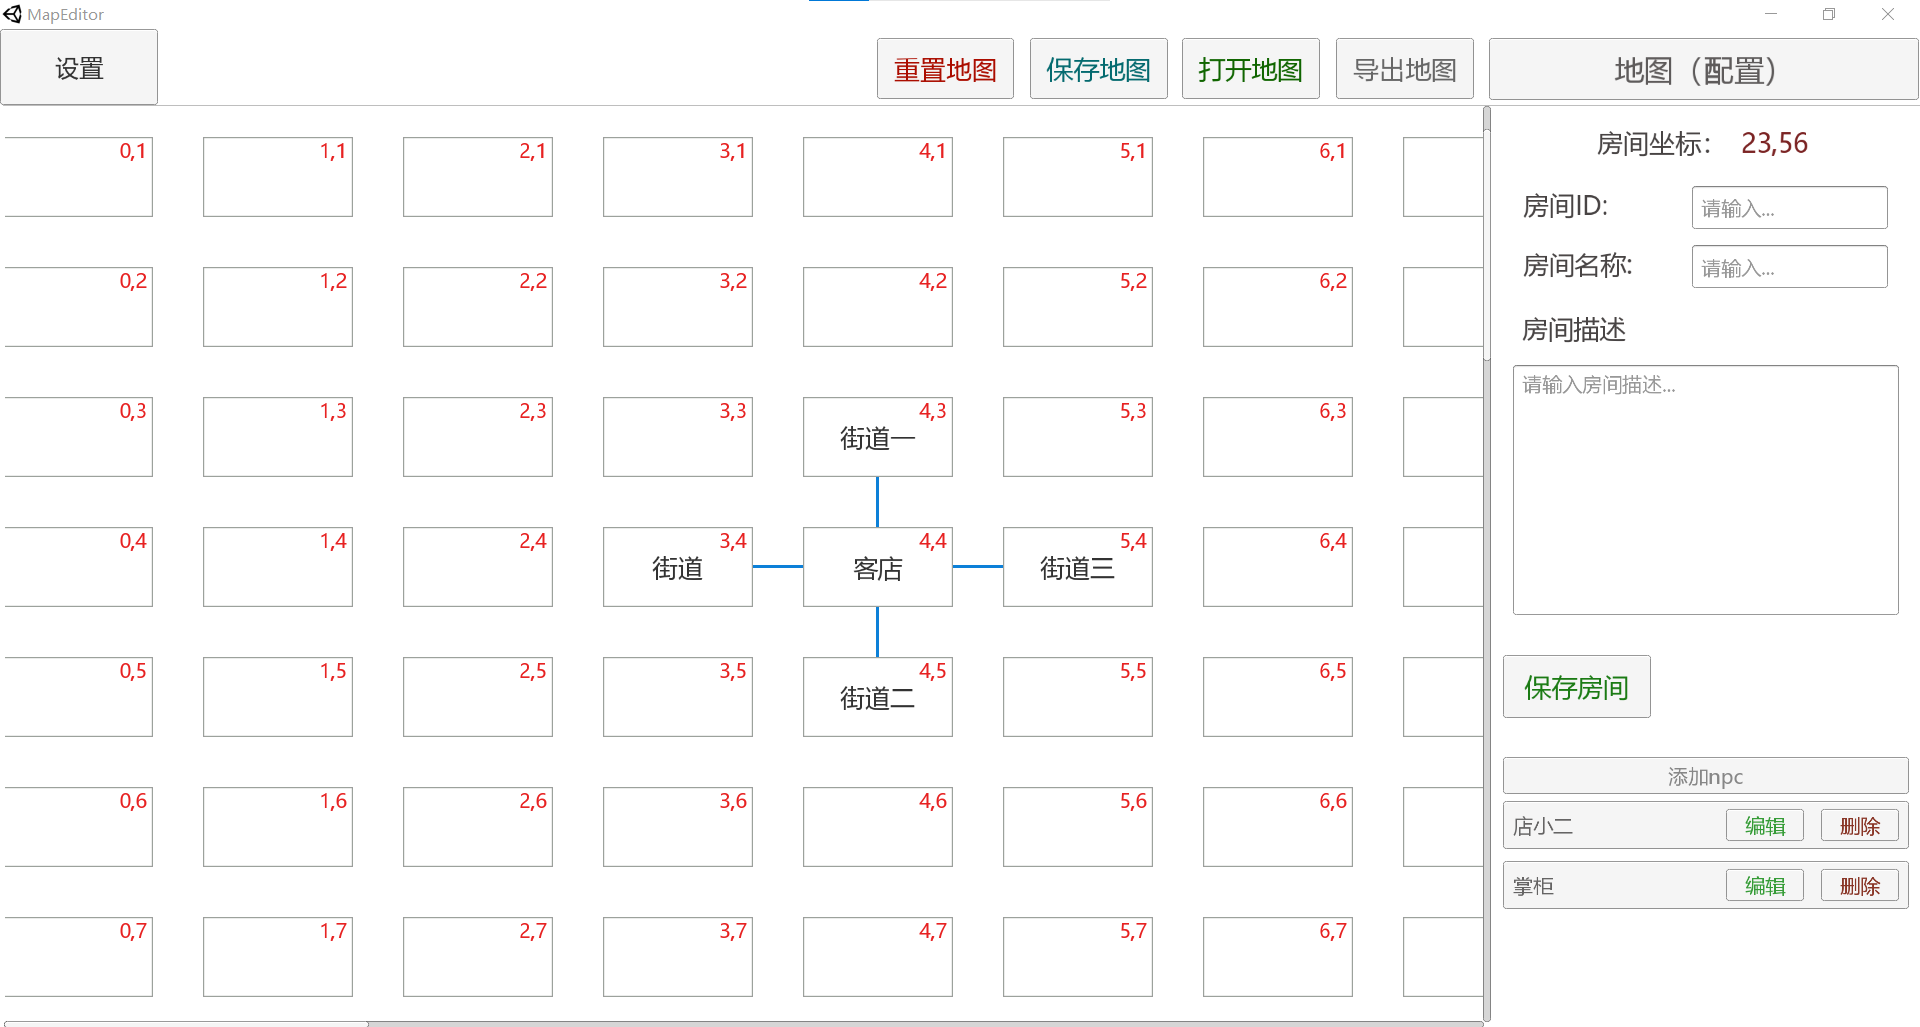 MapEditor
设置
重置地图
保存地图
打开地图
导出地图
地图（配置）
0,1 1,1 2,1 3,1 4,1 5,1 6,1
0,2 1,2 2,2 3,2 4,2 5,2 6,2
0,3 1,3 2,3 3,3 4,3 5,3 6,3
街道一
0,4 1,4 2,4 3,4 4,4 5,4 6,4
街道 客店 街道三
0,5 1,5 2,5 3,5 4,5 5,5 6,5
街道二
0,6 1,6 2,6 3,6 4,6 5,6 6,6
0,7 1,7 2,7 3,7 4,7 5,7 6,7
房间坐标： 23,56
房间ID: 请输入...
房间名称: 请输入...
房间描述
请输入房间描述...
保存房间
添加npc
店小二 编辑 删除
掌柜 编辑 删除